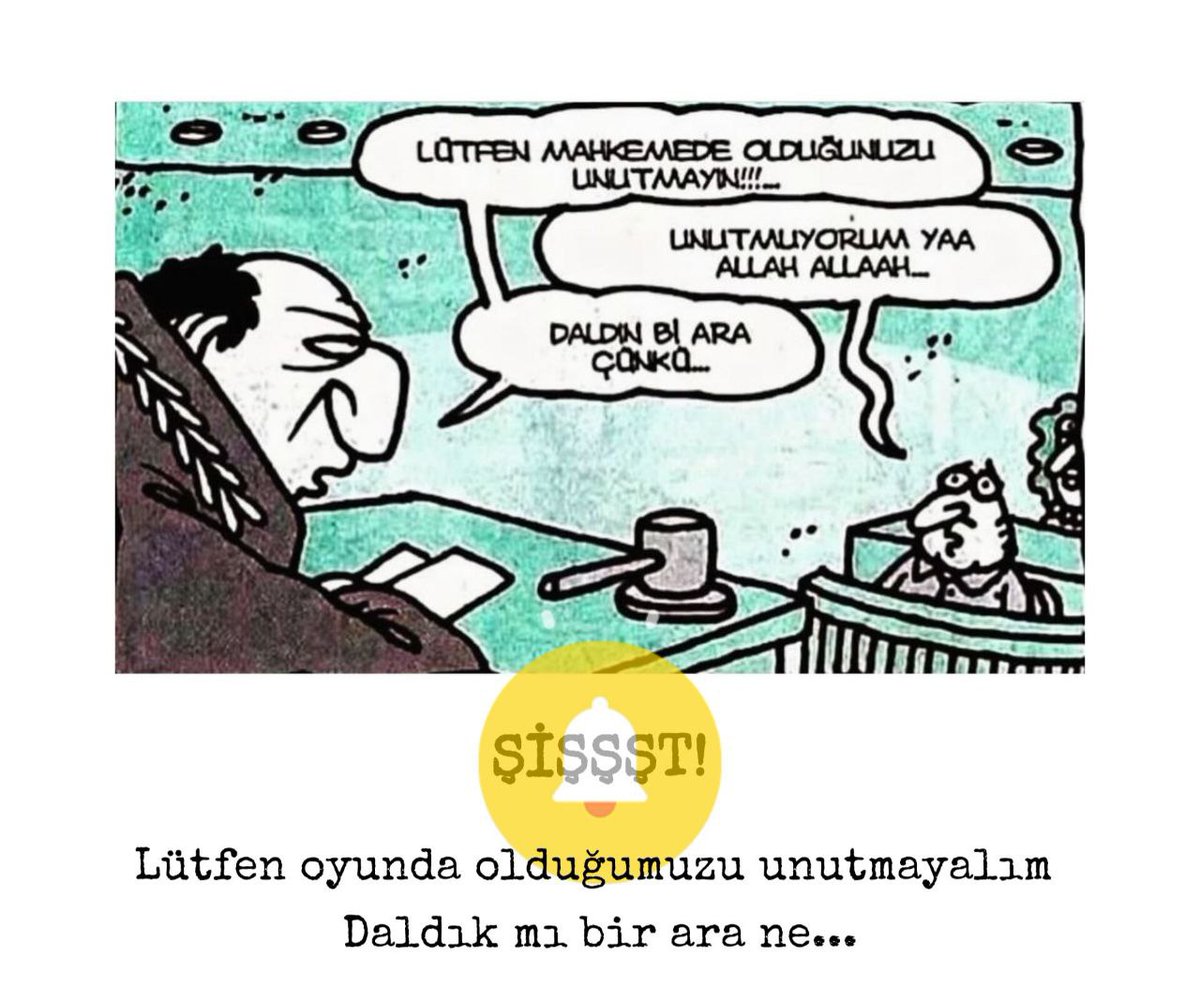 LÜTFEN MAHKEMEDE OLDUĞUNUZU
UNUTMAYIN!!!...
UNUTMUYORUM YAA
ALLAH ALLAAH...
DALDIN Bİ ARA
ÇÜNKÜ...
ŞİŞŞŞT!
Lütfen oyunda olduğumuzu unutmayalım
Daldık mı bir ara ne...